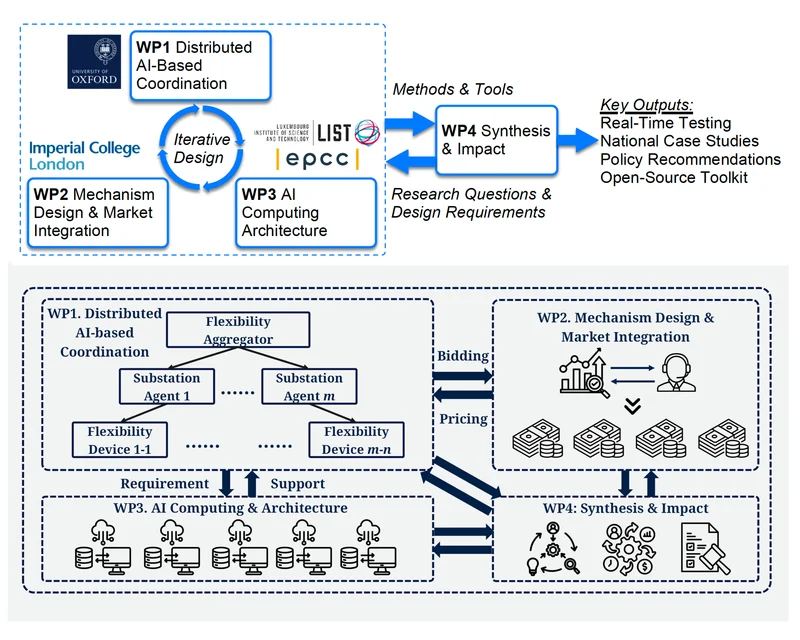 UNIVERSITY OF
OXFORD
WP1 Distributed
AI-Based
Coordination
Imperial College
London
Iterative
Design
LUXEMBOURG
INSTITUTE OF SCIENCE
AND TECHNOLOGY
LIST
epcc
WP2 Mechanism
Design & Market
Integration
WP3 AI
Computing
Architecture
Methods & Tools
WP4 Synthesis
& Impact
Research Questions &
Design Requirements
Key Outputs:
Real-Time Testing
National Case Studies
Policy Recommendations
Open-Source Toolkit
WP1. Distributed
AI-based
Coordination
Flexibility
Aggregator
Substation
Agent 1
......
Substation
Agent m
Flexibility
Device 1-1
......
......
Flexibility
Device m-n
Bidding
Pricing
WP2. Mechanism Design &
Market Integration
Requirement
Support
WP3. AI Computing & Architecture
WP4: Synthesis & Impact